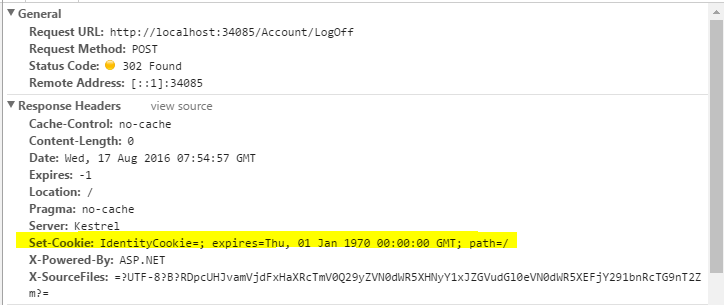 General
Request URL: http://localhost:34085/Account/LogOff
Request Method: POST
Status Code: 302 Found
Remote Address: [::1]:34085
Response Headers view source
Cache-Control: no-cache
Content-Length: 0
Date: Wed, 17 Aug 2016 07:54:57 GMT
Expires: -1
Location: /
Pragma: no-cache
Server: Kestrel
Set-Cookie: IdentityCookie=; expires=Thu, 01 Jan 1970 00:00:00 GMT; path=/
X-Powered-By: ASP.NET
X-SourceFiles: =?UTF-8?B?RDpcUHJvamVjdFxHaXRcTmV0Q29yZVN0dWR5XHNyY1xJZGVudGl0eVN0dWR5XEFjY291bnRcTG9nT2Z
m?=